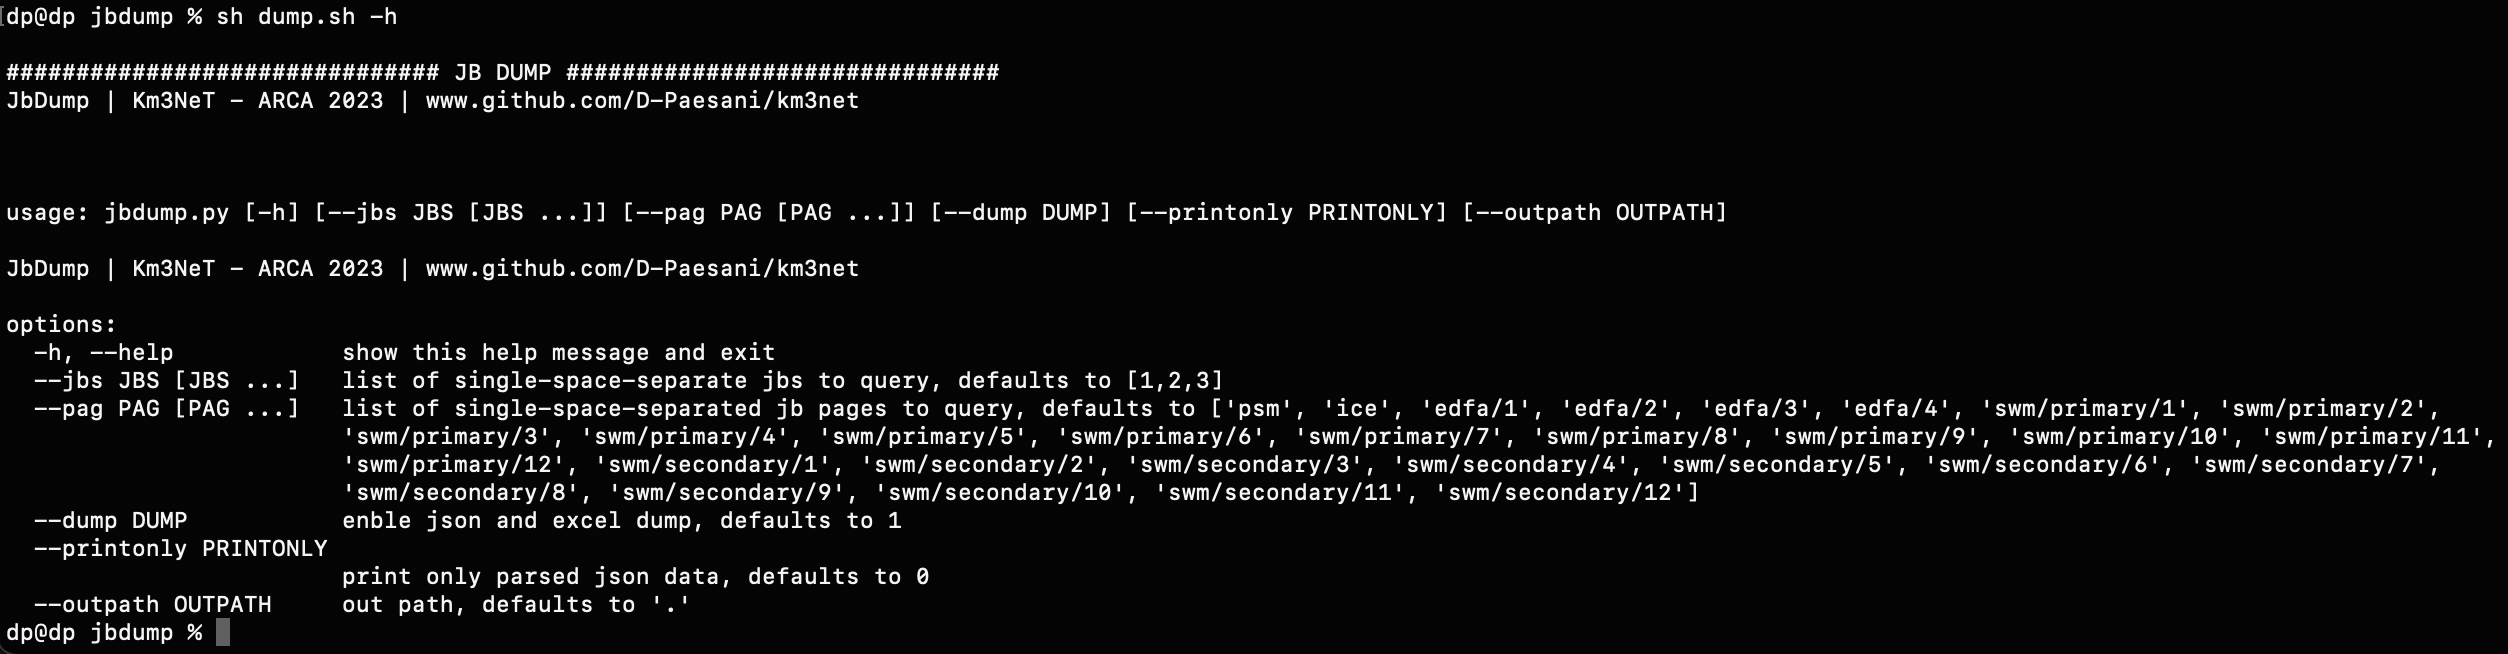 dp@dp jbdump % sh dump.sh -h
############################### JB DUMP ###############################
JbDump | Km3NeT - ARCA 2023 | www.github.com/D-Paesani/km3net
usage: jbdump.py [-h] [--jbs JBS [JBS ...]] [--pag PAG [PAG ...]] [--dump DUMP] [--printonly PRINTONLY] [--outpath OUTPATH]
JbDump | Km3NeT - ARCA 2023 | www.github.com/D-Paesani/km3net
options:
  -h, --help            show this help message and exit
  --jbs JBS [JBS ...]   list of single-space-separate jbs to query, defaults to [1,2,3]
  --pag PAG [PAG ...]   list of single-space-separated jb pages to query, defaults to ['psm', 'ice', 'edfa/1', 'edfa/2', 'edfa/3', 'edfa/4', 'swm/primary/1', 'swm/primary/2',
                        'swm/primary/3', 'swm/primary/4', 'swm/primary/5', 'swm/primary/6', 'swm/primary/7', 'swm/primary/8', 'swm/primary/9', 'swm/primary/10', 'swm/primary/11',
                        'swm/primary/12', 'swm/secondary/1', 'swm/secondary/2', 'swm/secondary/3', 'swm/secondary/4', 'swm/secondary/5', 'swm/secondary/6', 'swm/secondary/7',
                        'swm/secondary/8', 'swm/secondary/9', 'swm/secondary/10', 'swm/secondary/11', 'swm/secondary/12']
  --dump DUMP           enble json and excel dump, defaults to 1
  --printonly PRINTONLY
                        print only parsed json data, defaults to 0
  --outpath OUTPATH     out path, defaults to '.'
dp@dp jbdump %